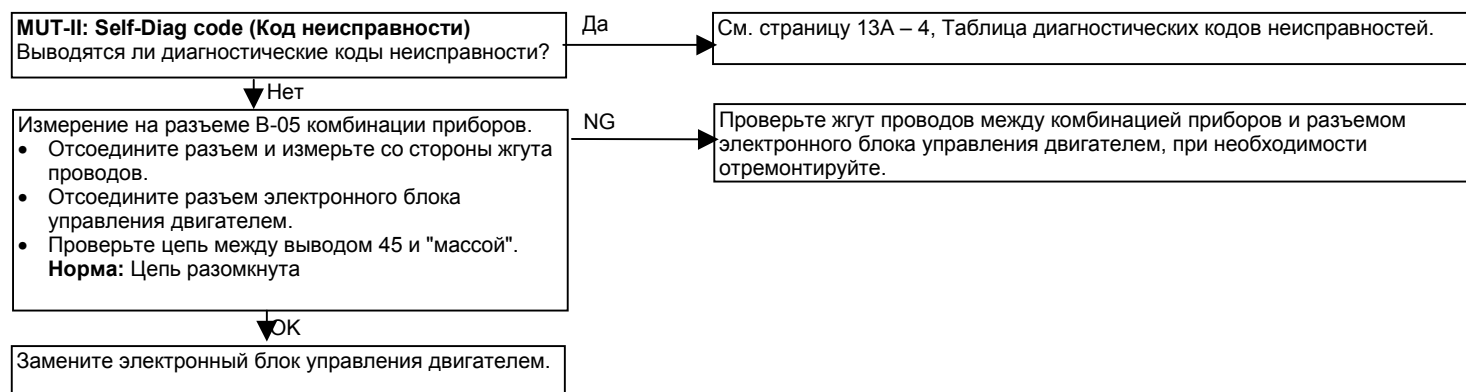 MUT-II: Self-Diag code (Код неисправности)
Выводятся ли диагностические коды неисправности?
Да
См. страницу 13A – 4, Таблица диагностических кодов неисправностей.
Нет
Измерение на разъеме B-05 комбинации приборов.
• Отсоедините разъем и измерьте со стороны жгута
проводов.
• Отсоедините разъем электронного блока
управления двигателем.
• Проверьте цепь между выводом 45 и "массой".
Норма: Цепь разомкнута
NG
Проверьте жгут проводов между комбинацией приборов и разъемом
электронного блока управления двигателем, при необходимости
отремонтируйте.
OK
Замените электронный блок управления двигателем.